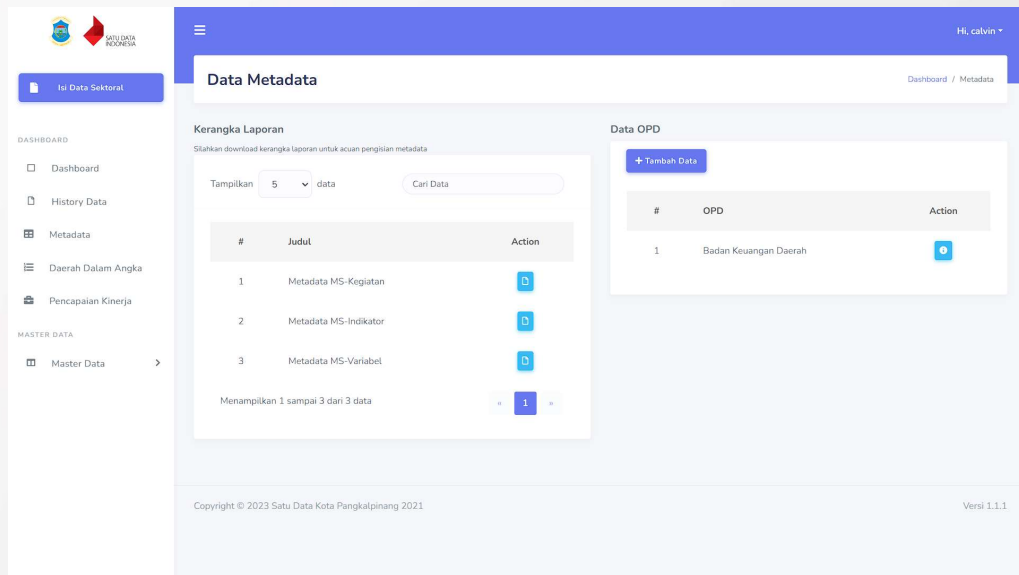 SATU DATA
INDONESIA
Hi, calvin
Isi Data Sektoral
Data Metadata
Dashboard / Metadata
DASHBOARD
Dashboard
History Data
Metadata
Daerah Dalam Angka
Pencapaian Kinerja
MASTER DATA
Master Data
Kerangka Laporan
Silahkan download kerangka laporan untuk acuan pengisian metadata
Tampilkan 5 data
Cari Data
# Judul Action
1 Metadata MS-Kegiatan
2 Metadata MS-Indikator
3 Metadata MS-Variabel
Menampilkan 1 sampai 3 dari 3 data
« 1 »
Data OPD
+ Tambah Data
# OPD Action
1 Badan Keuangan Daerah
Copyright © 2023 Satu Data Kota Pangkalpinang 2021
Versi 1.1.1